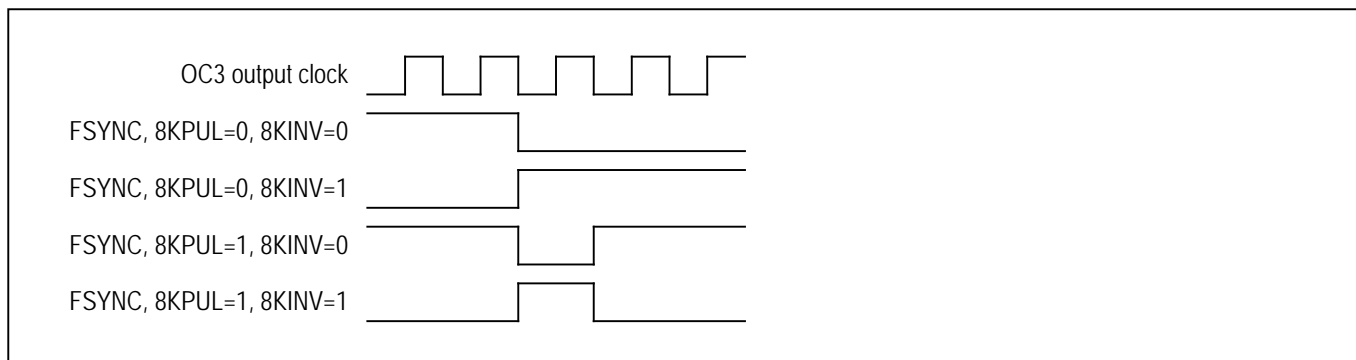 OC3 output clock
FSYNC, 8KPUL=0, 8KINV=0
FSYNC, 8KPUL=0, 8KINV=1
FSYNC, 8KPUL=1, 8KINV=0
FSYNC, 8KPUL=1, 8KINV=1